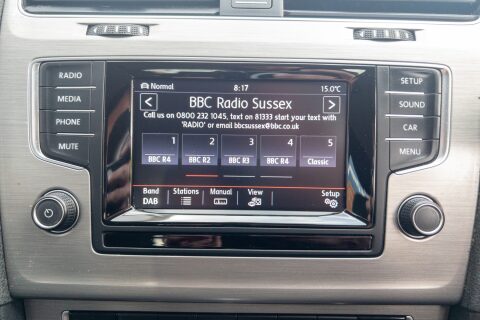 RADIO
MEDIA
PHONE
MUTE
Normal 8:17 15.0°C
BBC Radio Sussex
Call us on 0800 232 1045, text on 81333 start your text with
'RADIO' or email bbcsussex@bbc.co.uk
1 2 3 4 5
BBC R4 BBC R2 BBC R3 BBC R4 Classic
Band Stations Manual View Setup
DAB
SETUP
SOUND
CAR
MENU